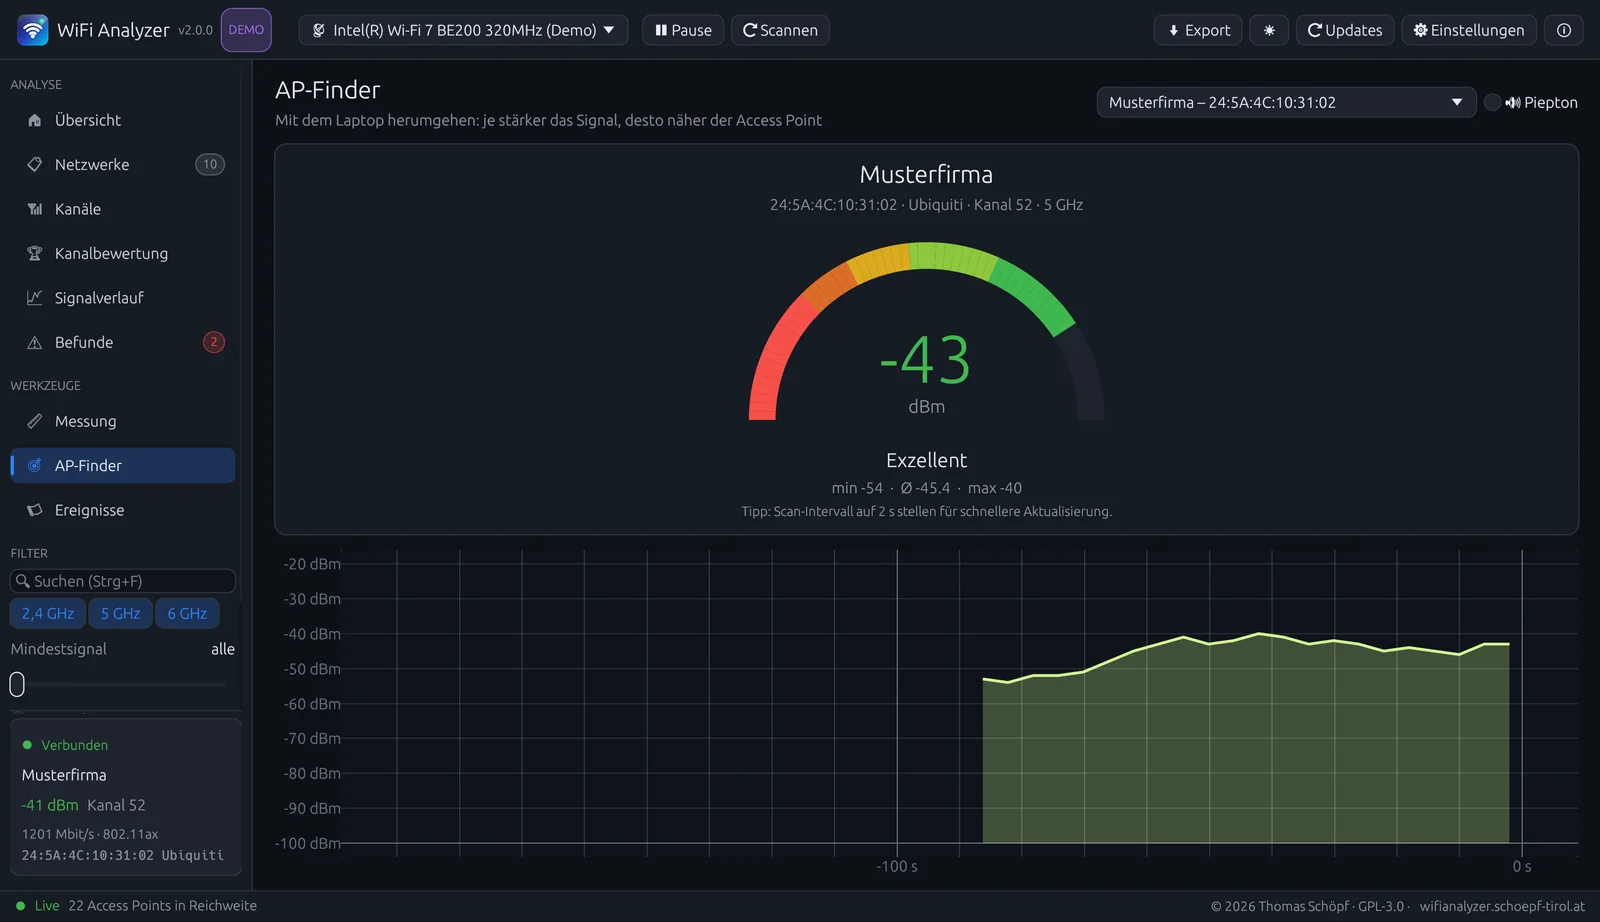 WiFi Analyzer v2.0.0 DEMO
Intel(R) Wi-Fi 7 BE200 320MHz (Demo)
Pause
Scannen
Export
Updates
Einstellungen
ANALYSE
Übersicht
Netzwerke 10
Kanäle
Kanalbewertung
Signalverlauf
Befunde 2
WERKZEUGE
Messung
AP-Finder
Ereignisse
FILTER
Suchen (Strg+F)
2,4 GHz 5 GHz 6 GHz
Mindestsignal alle
Verbunden
Musterfirma
-41 dBm Kanal 52
1201 Mbit/s · 802.11ax
24:5A:4C:10:31:02 Ubiquiti
AP-Finder
Mit dem Laptop herumgehen: je stärker das Signal, desto näher der Access Point
Musterfirma – 24:5A:4C:10:31:02
Piepton
Musterfirma
24:5A:4C:10:31:02 · Ubiquiti · Kanal 52 · 5 GHz
-43
dBm
Exzellent
min -54 · Ø -45.4 · max -40
Tipp: Scan-Intervall auf 2 s stellen für schnellere Aktualisierung.
-20 dBm
-30 dBm
-40 dBm
-50 dBm
-60 dBm
-70 dBm
-80 dBm
-90 dBm
-100 dBm
-100 s
0 s
Live 22 Access Points in Reichweite
© 2026 Thomas Schöpf · GPL-3.0 · wifianalyzer.schoepf-tirol.at